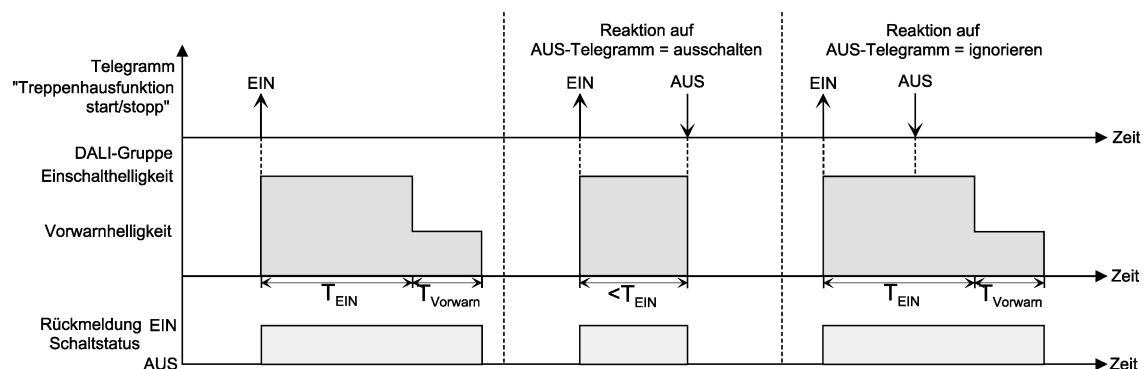 Reaktion auf
AUS-Telegramm = ausschalten
Reaktion auf
AUS-Telegramm = ignorieren
Telegramm
"Treppenhausfunktion
start/stopp"
EIN
EIN
AUS
EIN
AUS
Zeit
DALI-Gruppe
Einschalthelligkeit
Vorwarnhelligkeit
Zeit
TEIN
TVorwarn
<TEIN
TEIN
TVorwarn
Rückmeldung EIN
Schaltstatus
AUS
Zeit